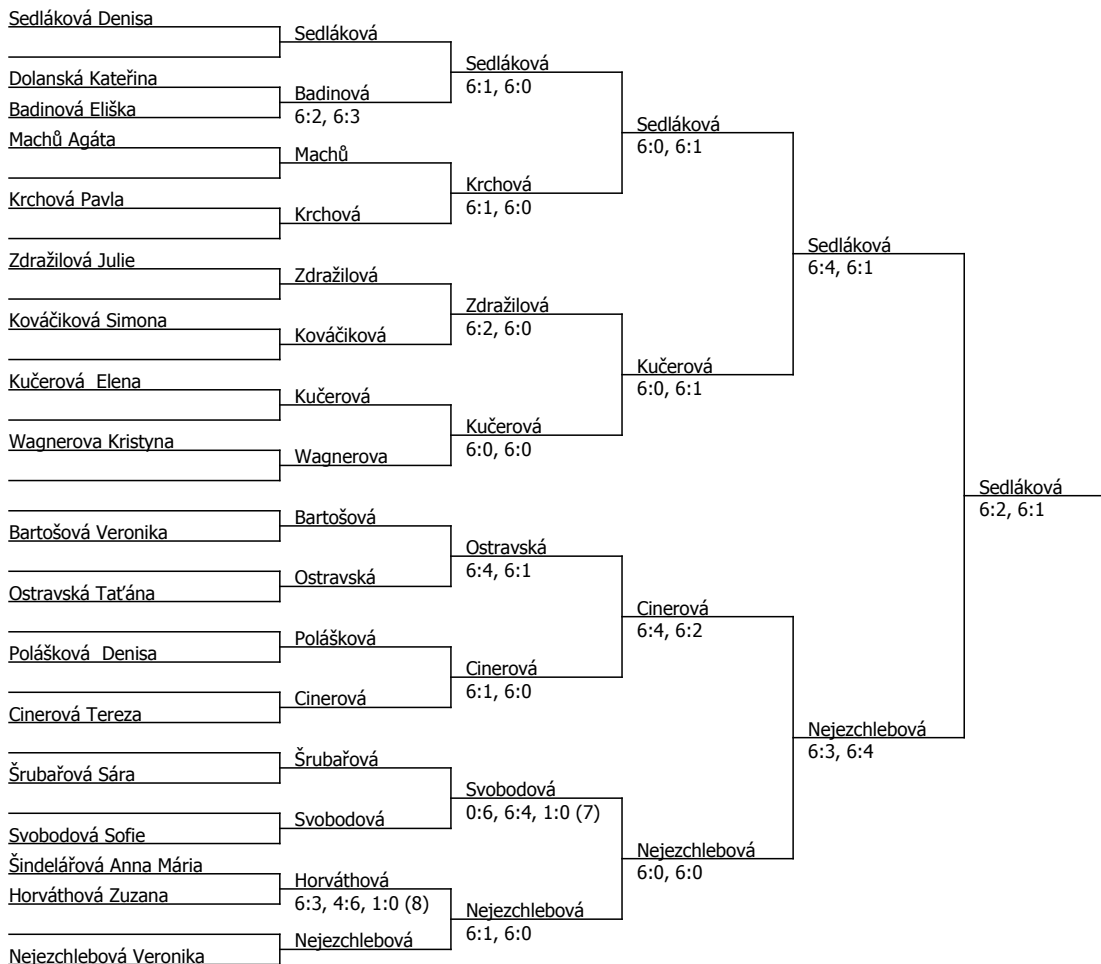 Sedláková Denisa
Sedláková
Sedláková
6:1, 6:0
Dolanská Kateřina
Badinová
6:2, 6:3
Badinová Eliška
Sedláková
6:0, 6:1
Machů Agáta
Machů
Krchová
6:1, 6:0
Krchová Pavla
Krchová
Sedláková
6:4, 6:1
Zdražilová Julie
Zdražilová
Zdražilová
6:2, 6:0
Kováčiková Simona
Kováčiková
Kučerová
6:0, 6:1
Kučerová  Elena
Kučerová
Kučerová
6:0, 6:0
Wagnerova Kristyna
Wagnerova
Sedláková
6:2, 6:1
Bartošová
Bartošová Veronika
Ostravská
6:4, 6:1
Ostravská
Ostravská Taťána
Cinerová
6:4, 6:2
Polášková
Polášková  Denisa
Cinerová
6:1, 6:0
Cinerová
Cinerová Tereza
Nejezchlebová
6:3, 6:4
Šrubařová
Šrubařová Sára
Svobodová
0:6, 6:4, 1:0 (7)
Svobodová
Svobodová Sofie
Nejezchlebová
6:0, 6:0
Šindelářová Anna Mária
Horváthová
6:3, 4:6, 1:0 (8)
Horváthová Zuzana
Nejezchlebová
6:1, 6:0
Nejezchlebová
Nejezchlebová Veronika